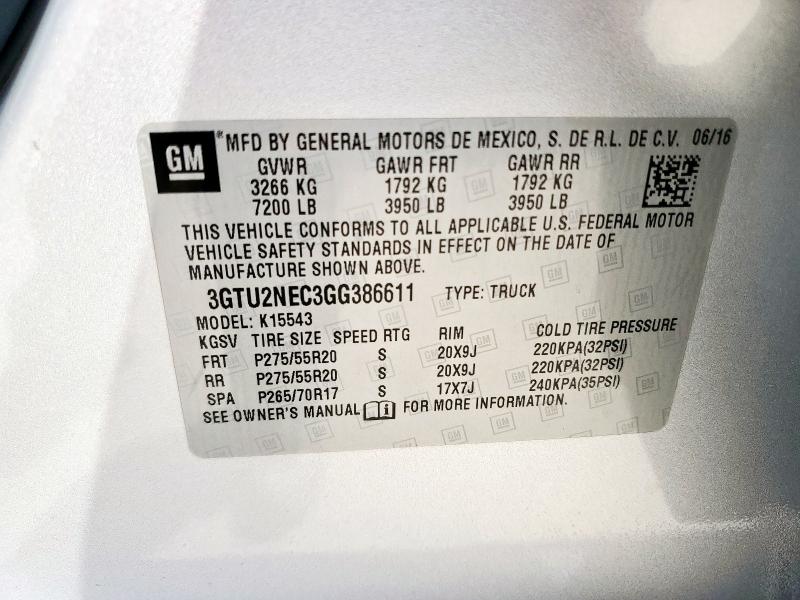 GM ® MFD BY GENERAL MOTORS DE MEXICO, S. DE R.L. DE C.V. 06/16
GVWR GAWR FRT GAWR RR
3266 KG 1792 KG 1792 KG
7200 LB 3950 LB 3950 LB
THIS VEHICLE CONFORMS TO ALL APPLICABLE U.S. FEDERAL MOTOR
VEHICLE SAFETY STANDARDS IN EFFECT ON THE DATE OF
MANUFACTURE SHOWN ABOVE.
3GTU2NEC3GG386611 TYPE: TRUCK
MODEL: K15543
KGSV TIRE SIZE SPEED RTG RIM COLD TIRE PRESSURE
FRT P275/55R20 S 20X9J 220KPA(32PSI)
RR P275/55R20 S 20X9J 220KPA(32PSI)
SPA P265/70R17 S 17X7J 240KPA(35PSI)
SEE OWNER'S MANUAL i FOR MORE INFORMATION.